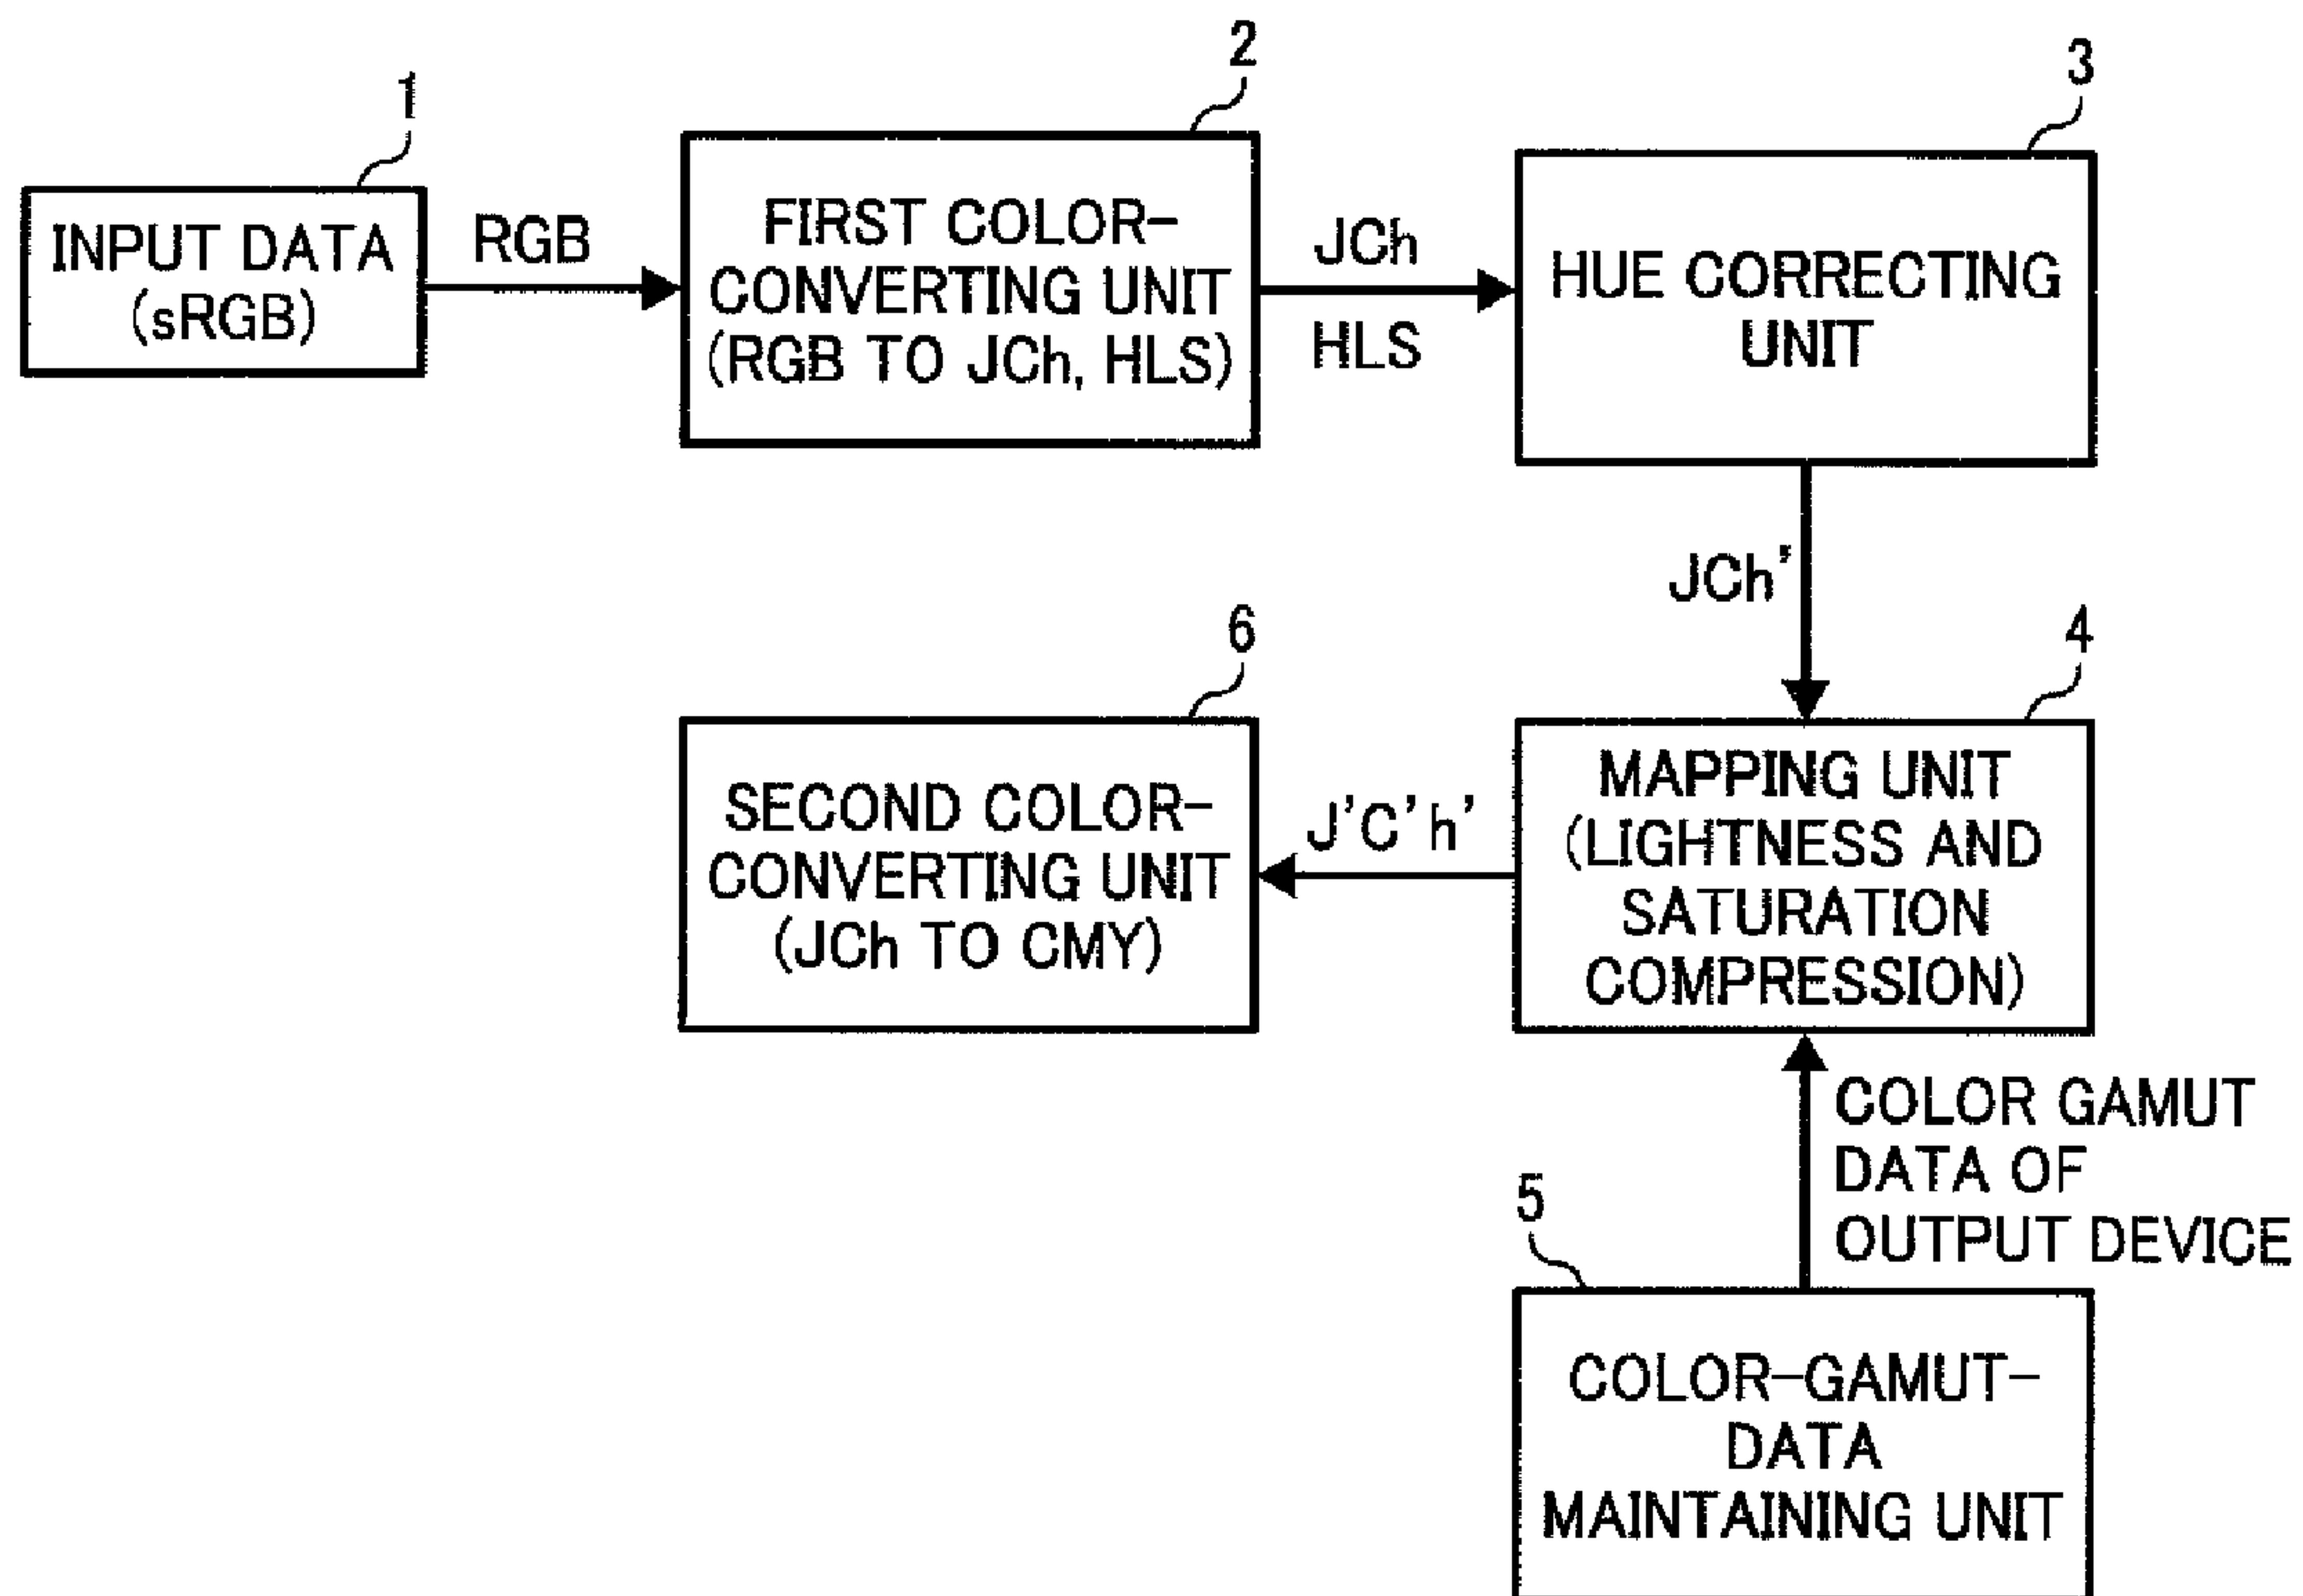 1
INPUT DATA
(sRGB)
RGB
2
FIRST COLOR-
CONVERTING UNIT
(RGB TO JCh, HLS)
JCh
HLS
3
HUE CORRECTING
UNIT
JCh'
4
MAPPING UNIT
(LIGHTNESS AND
SATURATION
COMPRESSION)
J'C'h'
6
SECOND COLOR-
CONVERTING UNIT
(JCh TO CMY)
COLOR GAMUT
DATA OF
OUTPUT DEVICE
5
COLOR-GAMUT-
DATA
MAINTAINING UNIT